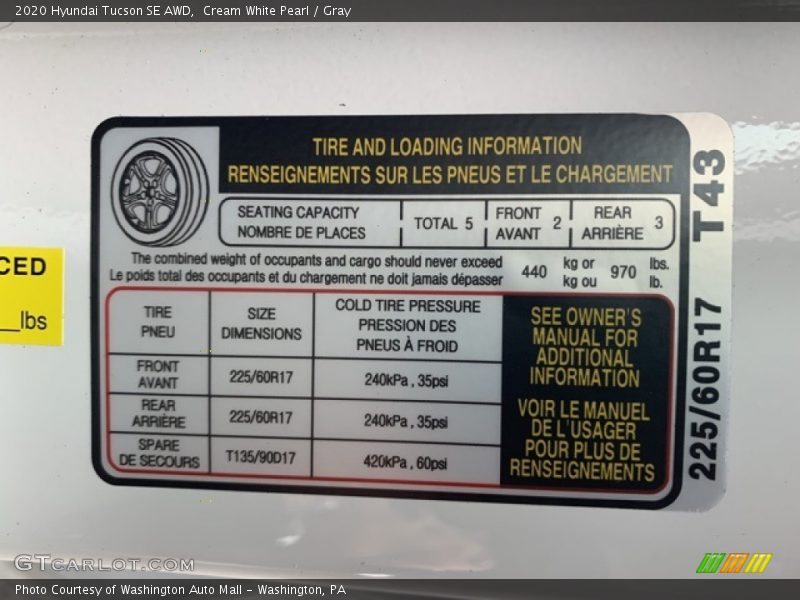 2020 Hyundai Tucson SE AWD,  Cream White Pearl / Gray
TIRE AND LOADING INFORMATION
RENSEIGNEMENTS SUR LES PNEUS ET LE CHARGEMENT
SEATING CAPACITY
NOMBRE DE PLACES
TOTAL 5
FRONT
AVANT 2
REAR
ARRIÈRE 3
The combined weight of occupants and cargo should never exceed
Le poids total des occupants et du chargement ne doit jamais dépasser
440 kg or 970 lbs.
kg ou lb.
TIRE
PNEU
SIZE
DIMENSIONS
COLD TIRE PRESSURE
PRESSION DES
PNEUS À FROID
FRONT
AVANT
225/60R17
240kPa , 35psi
REAR
ARRIÈRE
225/60R17
240kPa , 35psi
SPARE
DE SECOURS
T135/90D17
420kPa , 60psi
SEE OWNER'S
MANUAL FOR
ADDITIONAL
INFORMATION
VOIR LE MANUEL
DE L'USAGER
POUR PLUS DE
RENSEIGNEMENTS
225/60R17 T43
CED
__lbs
GTCARLOT.COM
Photo Courtesy of Washington Auto Mall - Washington, PA